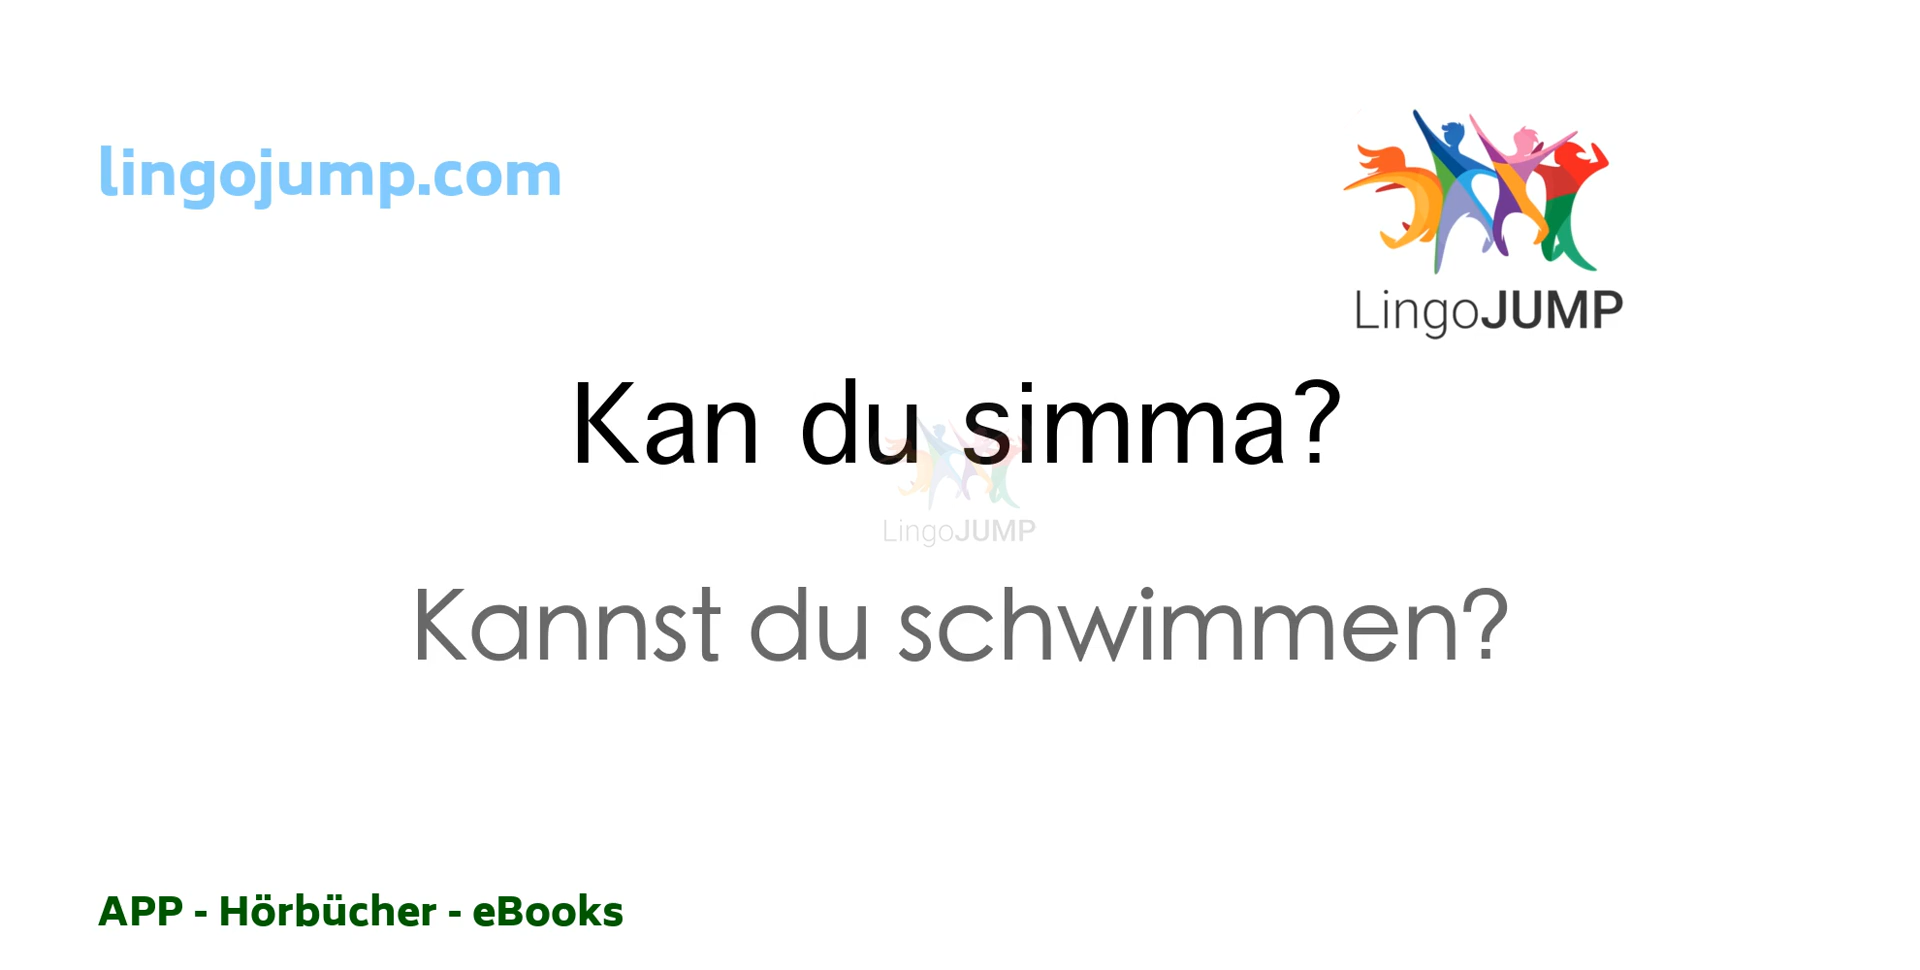 lingojump.com
LingoJUMP
Kan du simma?
LingoJUMP
Kannst du schwimmen?
APP - Hörbücher - eBooks